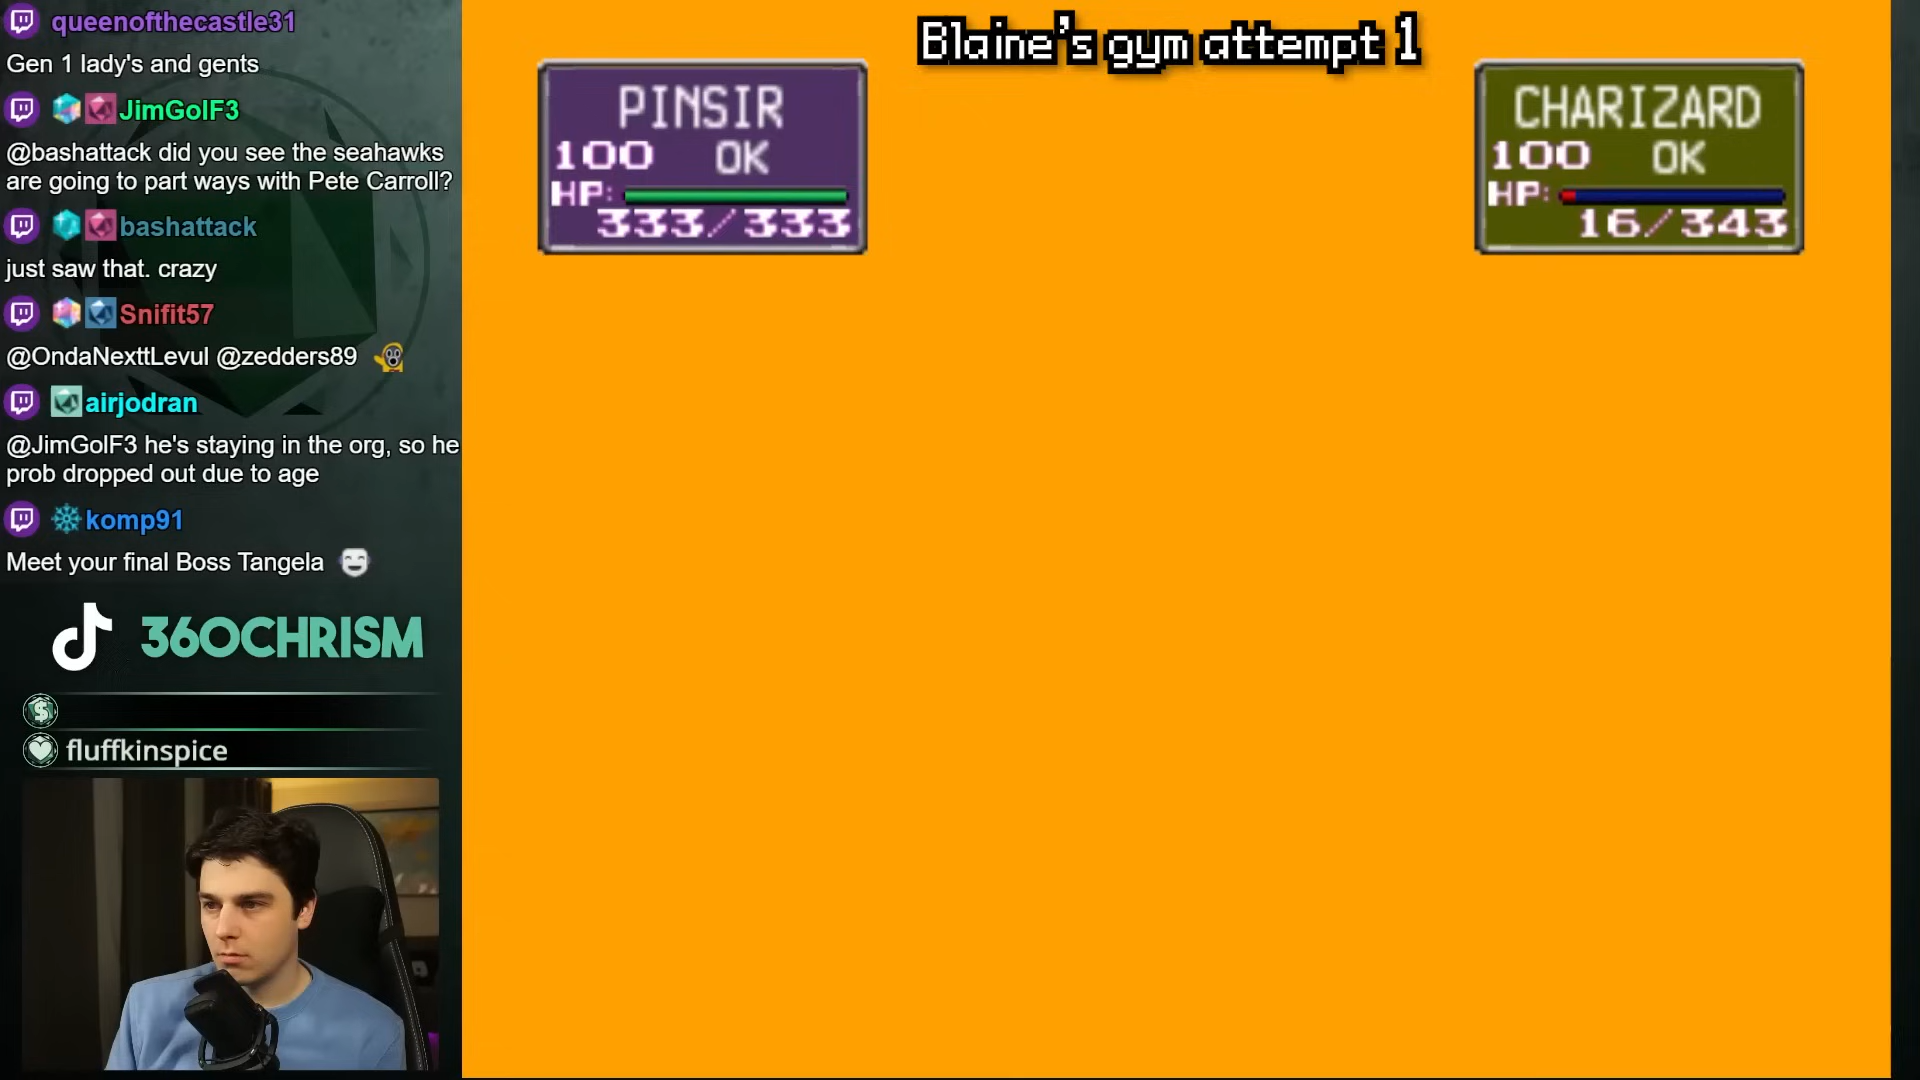 queenofthecastle31
Gen 1 lady's and gents
JimGolF3
@bashattack did you see the seahawks
are going to part ways with Pete Carroll?
bashattack
just saw that. crazy
Snifit57
@OndaNexttLevul @zedders89
airjodran
@JimGolF3 he's staying in the org, so he
prob dropped out due to age
komp91
Meet your final Boss Tangela
360CHRISM
fluffkinspice
Blaine's gym attempt 1
PINSIR
100 OK
HP:
333/333
CHARIZARD
100 OK
HP:
16/343